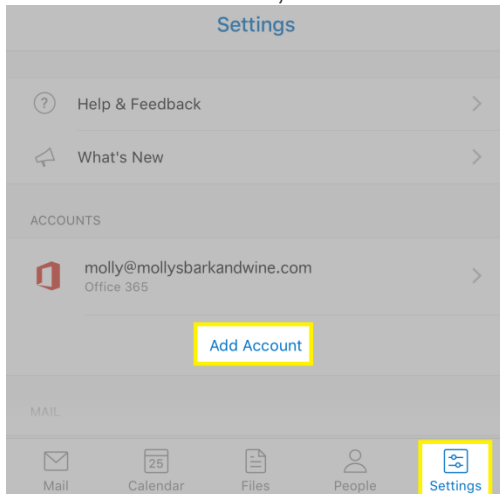 Settings
?
Help & Feedback
What's New
ACCOUNTS
molly@mollysbarkandwine.com
Office 365
Add Account
MAIL
25
Mail Calendar Files People Settings